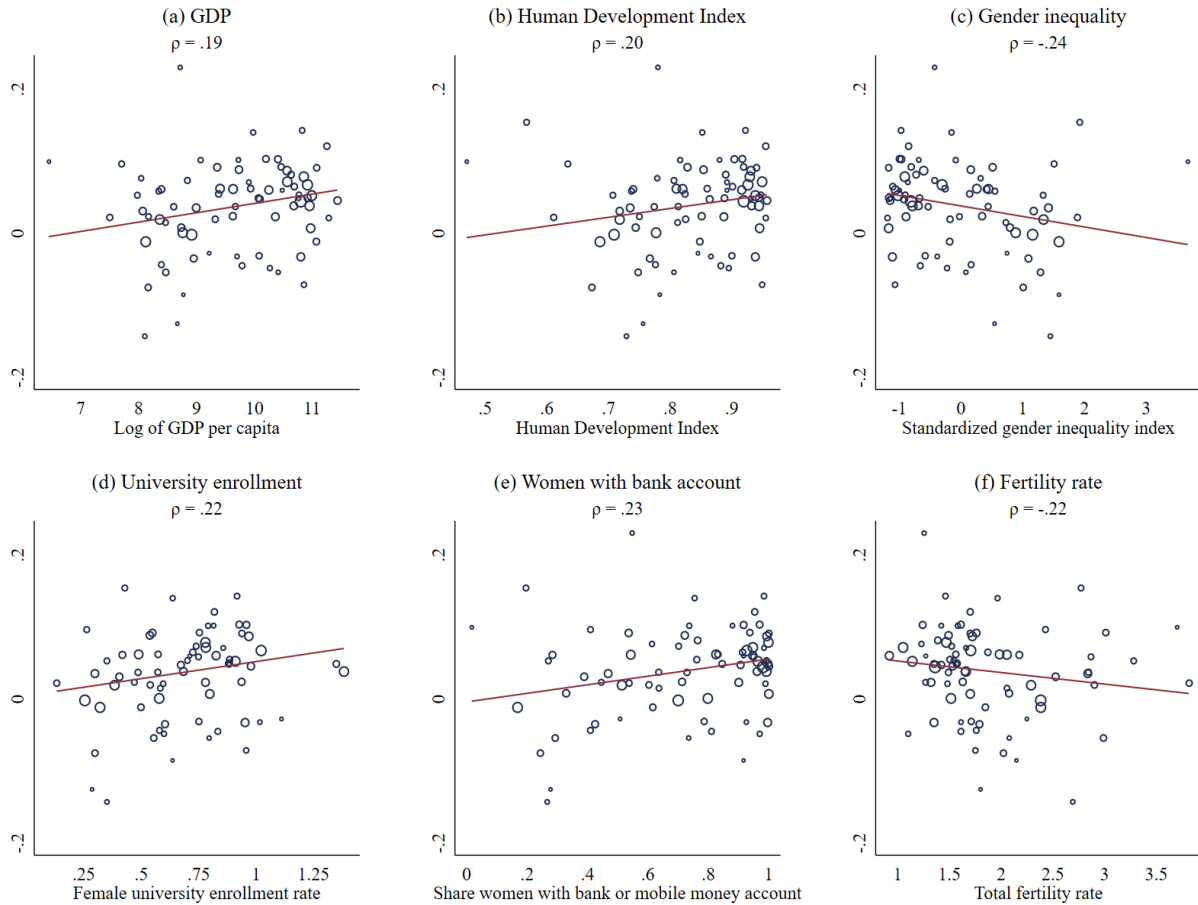 (a) GDP
ρ = .19
.2
0
-.2
7 8 9 10 11
Log of GDP per capita
(b) Human Development Index
ρ = .20
.5 .6 .7 .8 .9
Human Development Index
(c) Gender inequality
ρ = -.24
.2
0
-.2
-1 0 1 2 3
Standardized gender inequality index
(d) University enrollment
ρ = .22
.2
0
-.2
.25 .5 .75 1 1.25
Female university enrollment rate
(e) Women with bank account
ρ = .23
.2
0
-.2
0 .2 .4 .6 .8 1
Share women with bank or mobile money account
(f) Fertility rate
ρ = -.22
.2
0
-.2
1 1.5 2 2.5 3 3.5
Total fertility rate